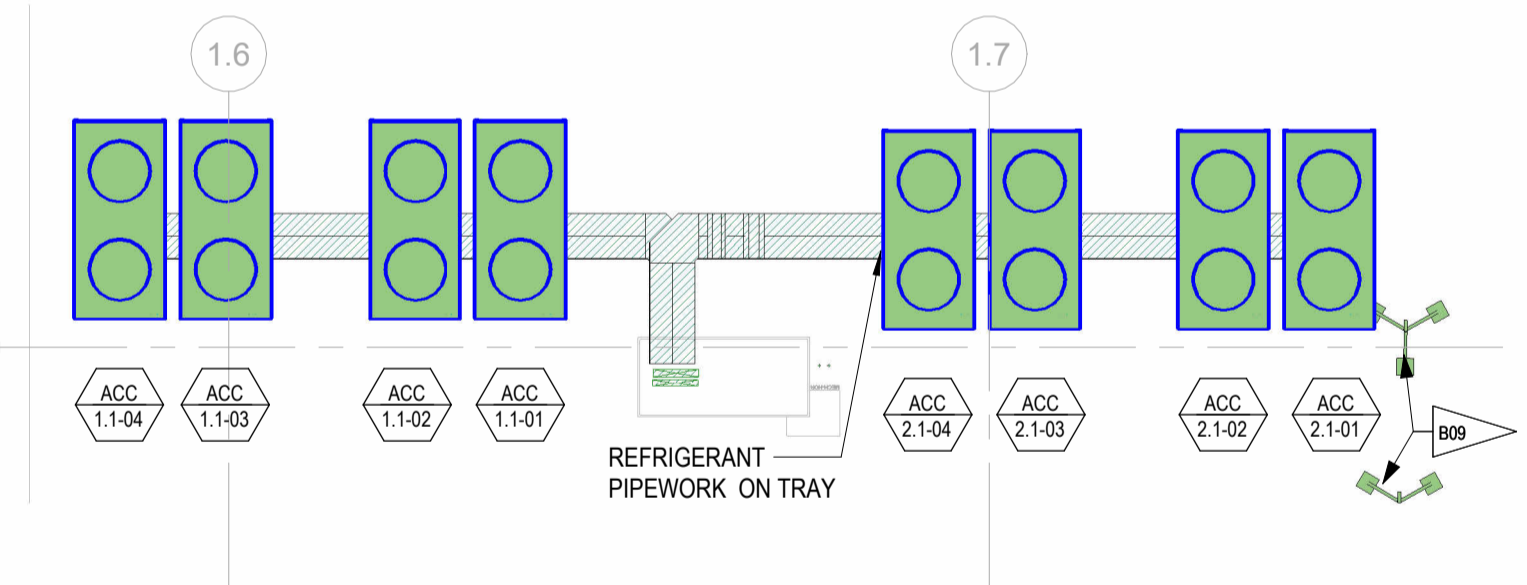 1.6
1.7
ACC
1.1-04
ACC
1.1-03
ACC
1.1-02
ACC
1.1-01
ACC
2.1-04
ACC
2.1-03
ACC
2.1-02
ACC
2.1-01
B09
REFRIGERANT
PIPEWORK ON TRAY